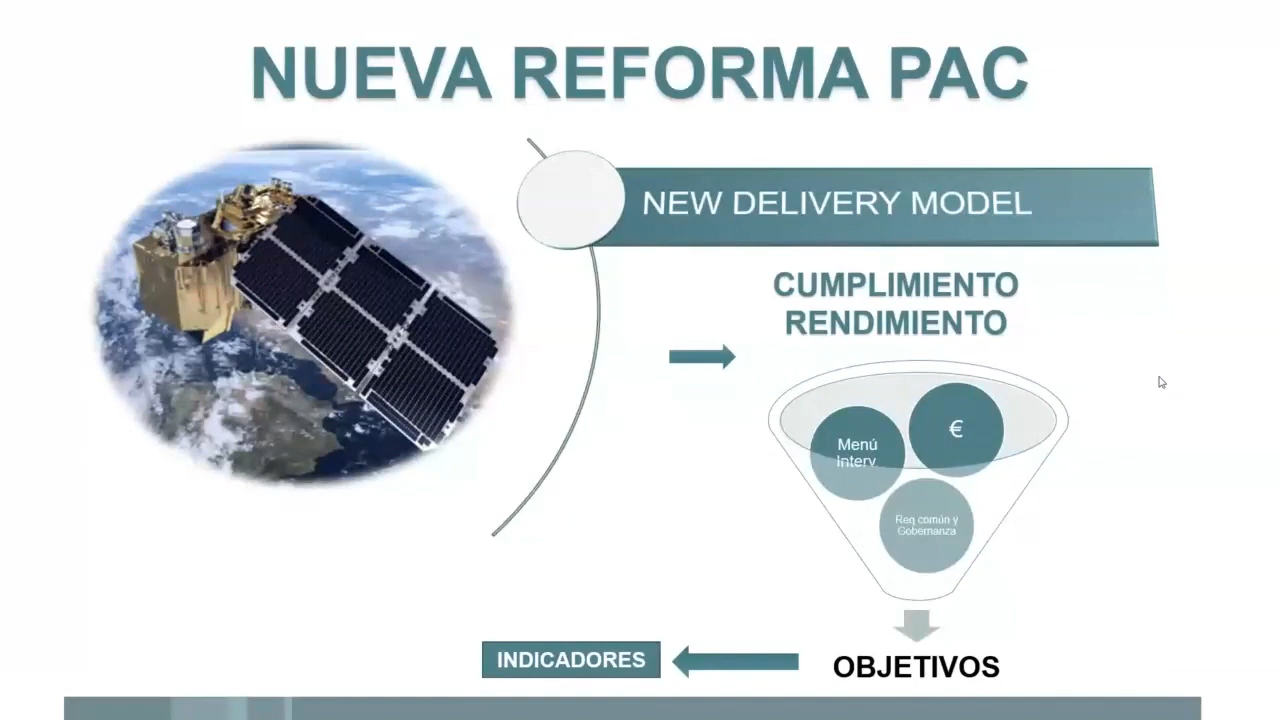 NUEVA REFORMA PAC
NEW DELIVERY MODEL
CUMPLIMIENTO
RENDIMIENTO
Menú
Interv.
€
Req común y
Gobernanza
INDICADORES
OBJETIVOS